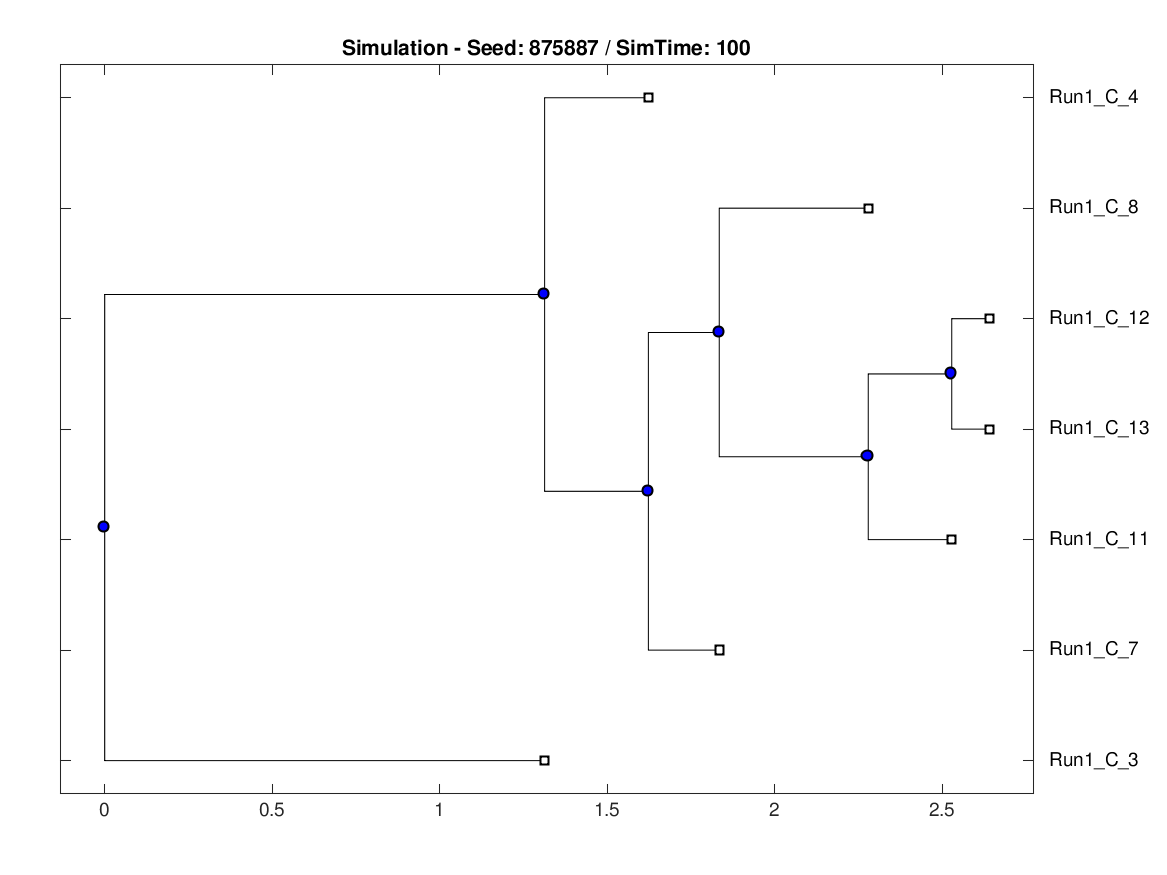 Simulation - Seed: 875887 / SimTime: 100
Run1_C_4
Run1_C_8
Run1_C_12
Run1_C_13
Run1_C_11
Run1_C_7
Run1_C_3
0 0.5 1 1.5 2 2.5